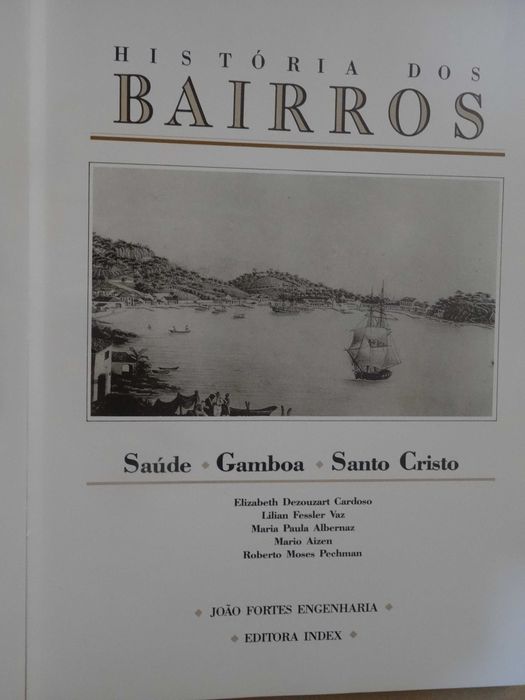 HISTÓRIA DOS
BAIRROS
Saúde ◆ Gamboa ◆ Santo Cristo
Elizabeth Dezouzart Cardoso
Lilian Fessler Vaz
Maria Paula Albernaz
Mario Aizen
Roberto Moses Pechman
◆ JOÃO FORTES ENGENHARIA ◆
◆ EDITORA INDEX ◆